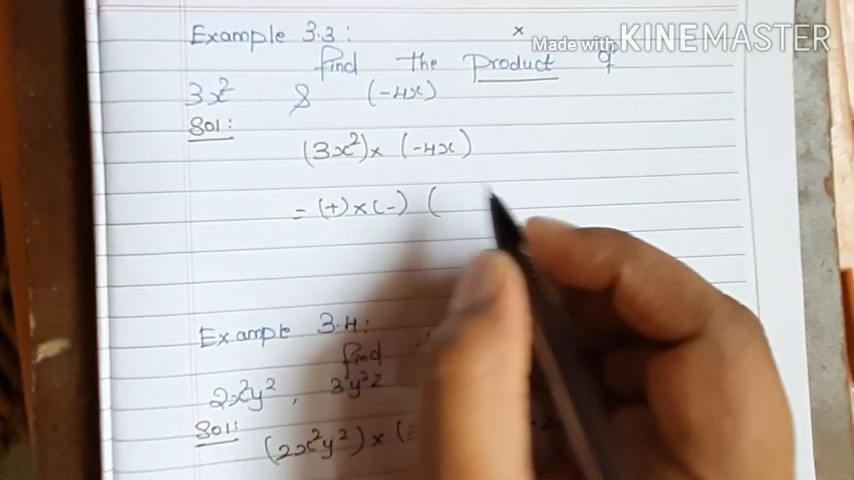 Example 3.3:
×
Made with KINEMASTER
Find the Product of
3x² & (-4x)
Sol:
(3x²) × (-4x)
= (+) × (-) (
Example 3.4:
Find
2x²y², 3y²z
Sol:
(2x²y²) × (